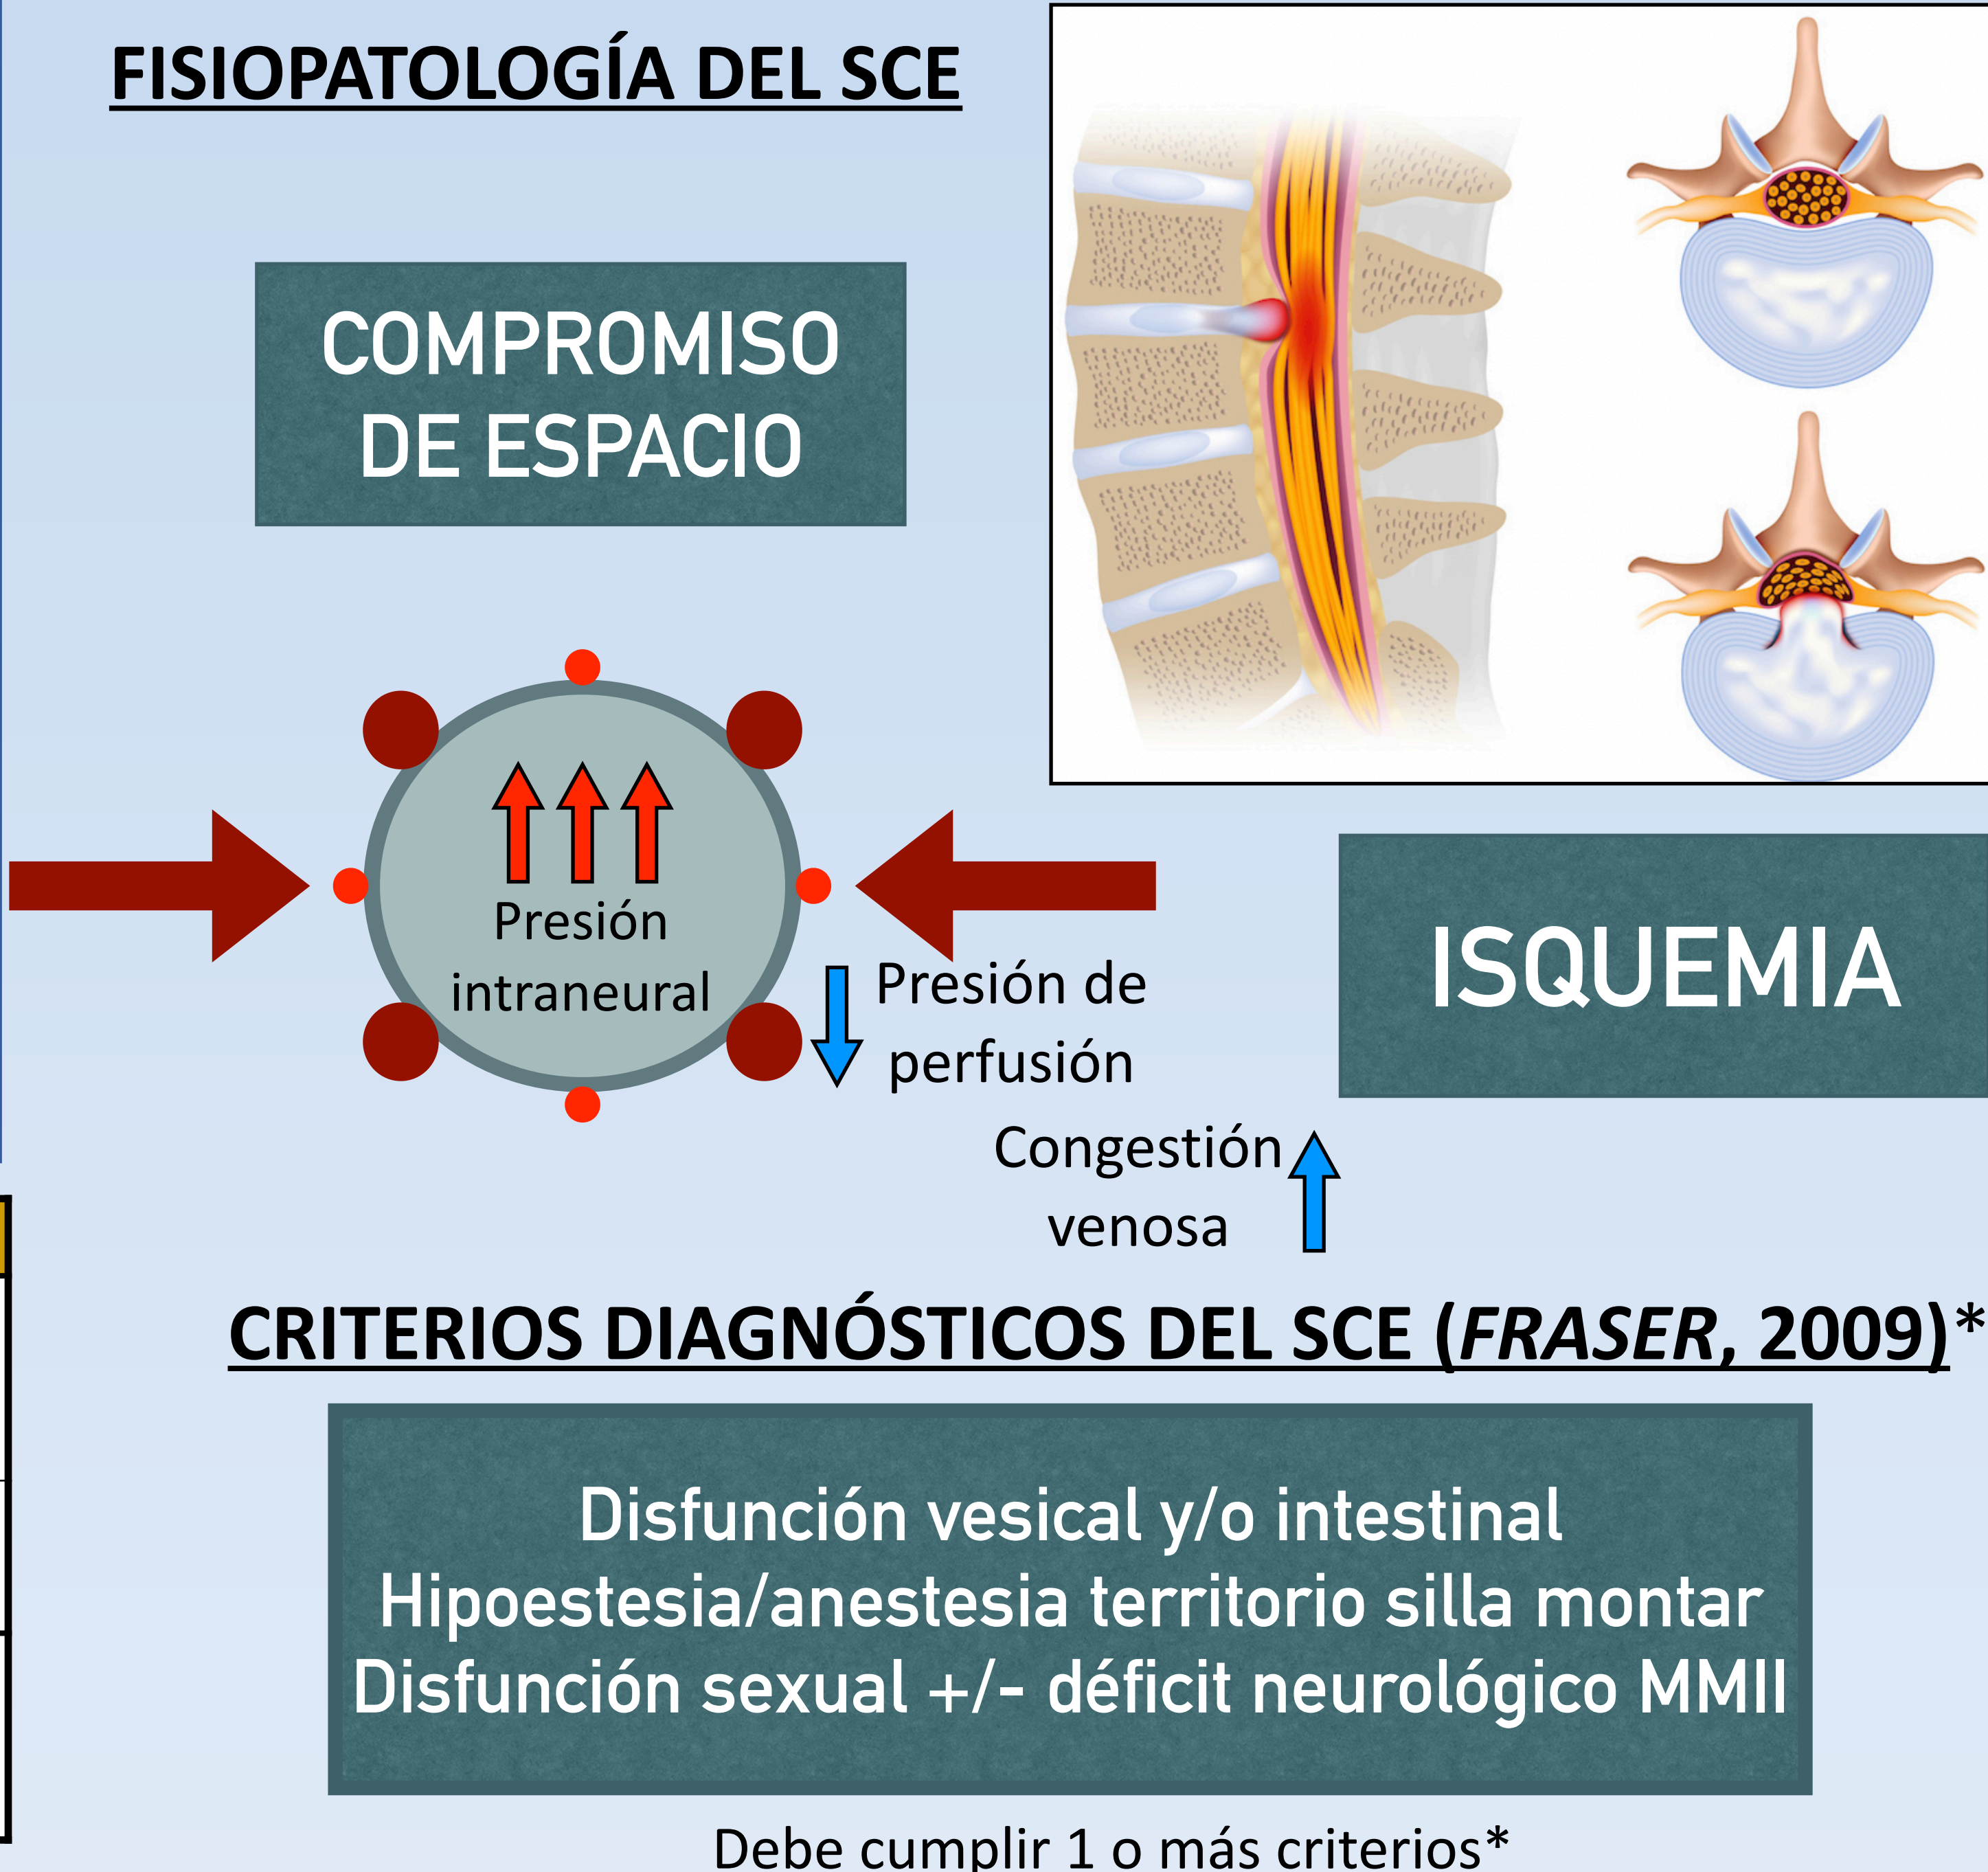 FISIOPATOLOGÍA DEL SCE
COMPROMISO
DE ESPACIO
Presión
intraneural
Presión de
perfusión
ISQUEMIA
Congestión
venosa
CRITERIOS DIAGNÓSTICOS DEL SCE (FRASER, 2009)*
Disfunción vesical y/o intestinal
Hipoestesia/anestesia territorio silla montar
Disfunción sexual +/- déficit neurológico MMII
Debe cumplir 1 o más criterios*